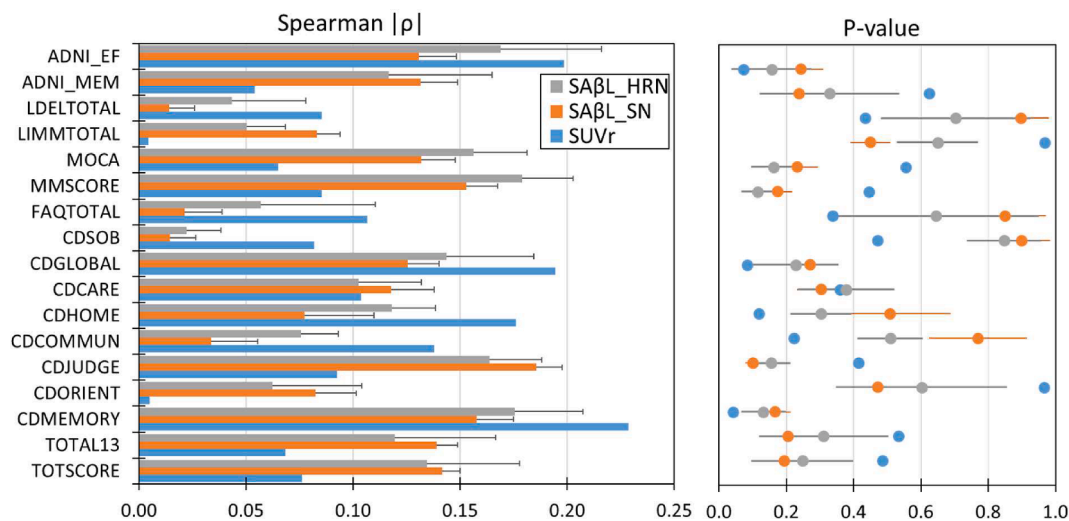 Spearman |ρ|
P-value
ADNI_EF
ADNI_MEM
LDELTOTAL
LIMMTOTAL
MOCA
MMSCORE
FAQTOTAL
CDSOB
CDGLOBAL
CDCARE
CDHOME
CDCOMMUN
CDJUDGE
CDORIENT
CDMEMORY
TOTAL13
TOTSCORE
SAβL_HRN
SAβL_SN
SUVr
0.00 0.05 0.10 0.15 0.20 0.25
0.0 0.2 0.4 0.6 0.8 1.0